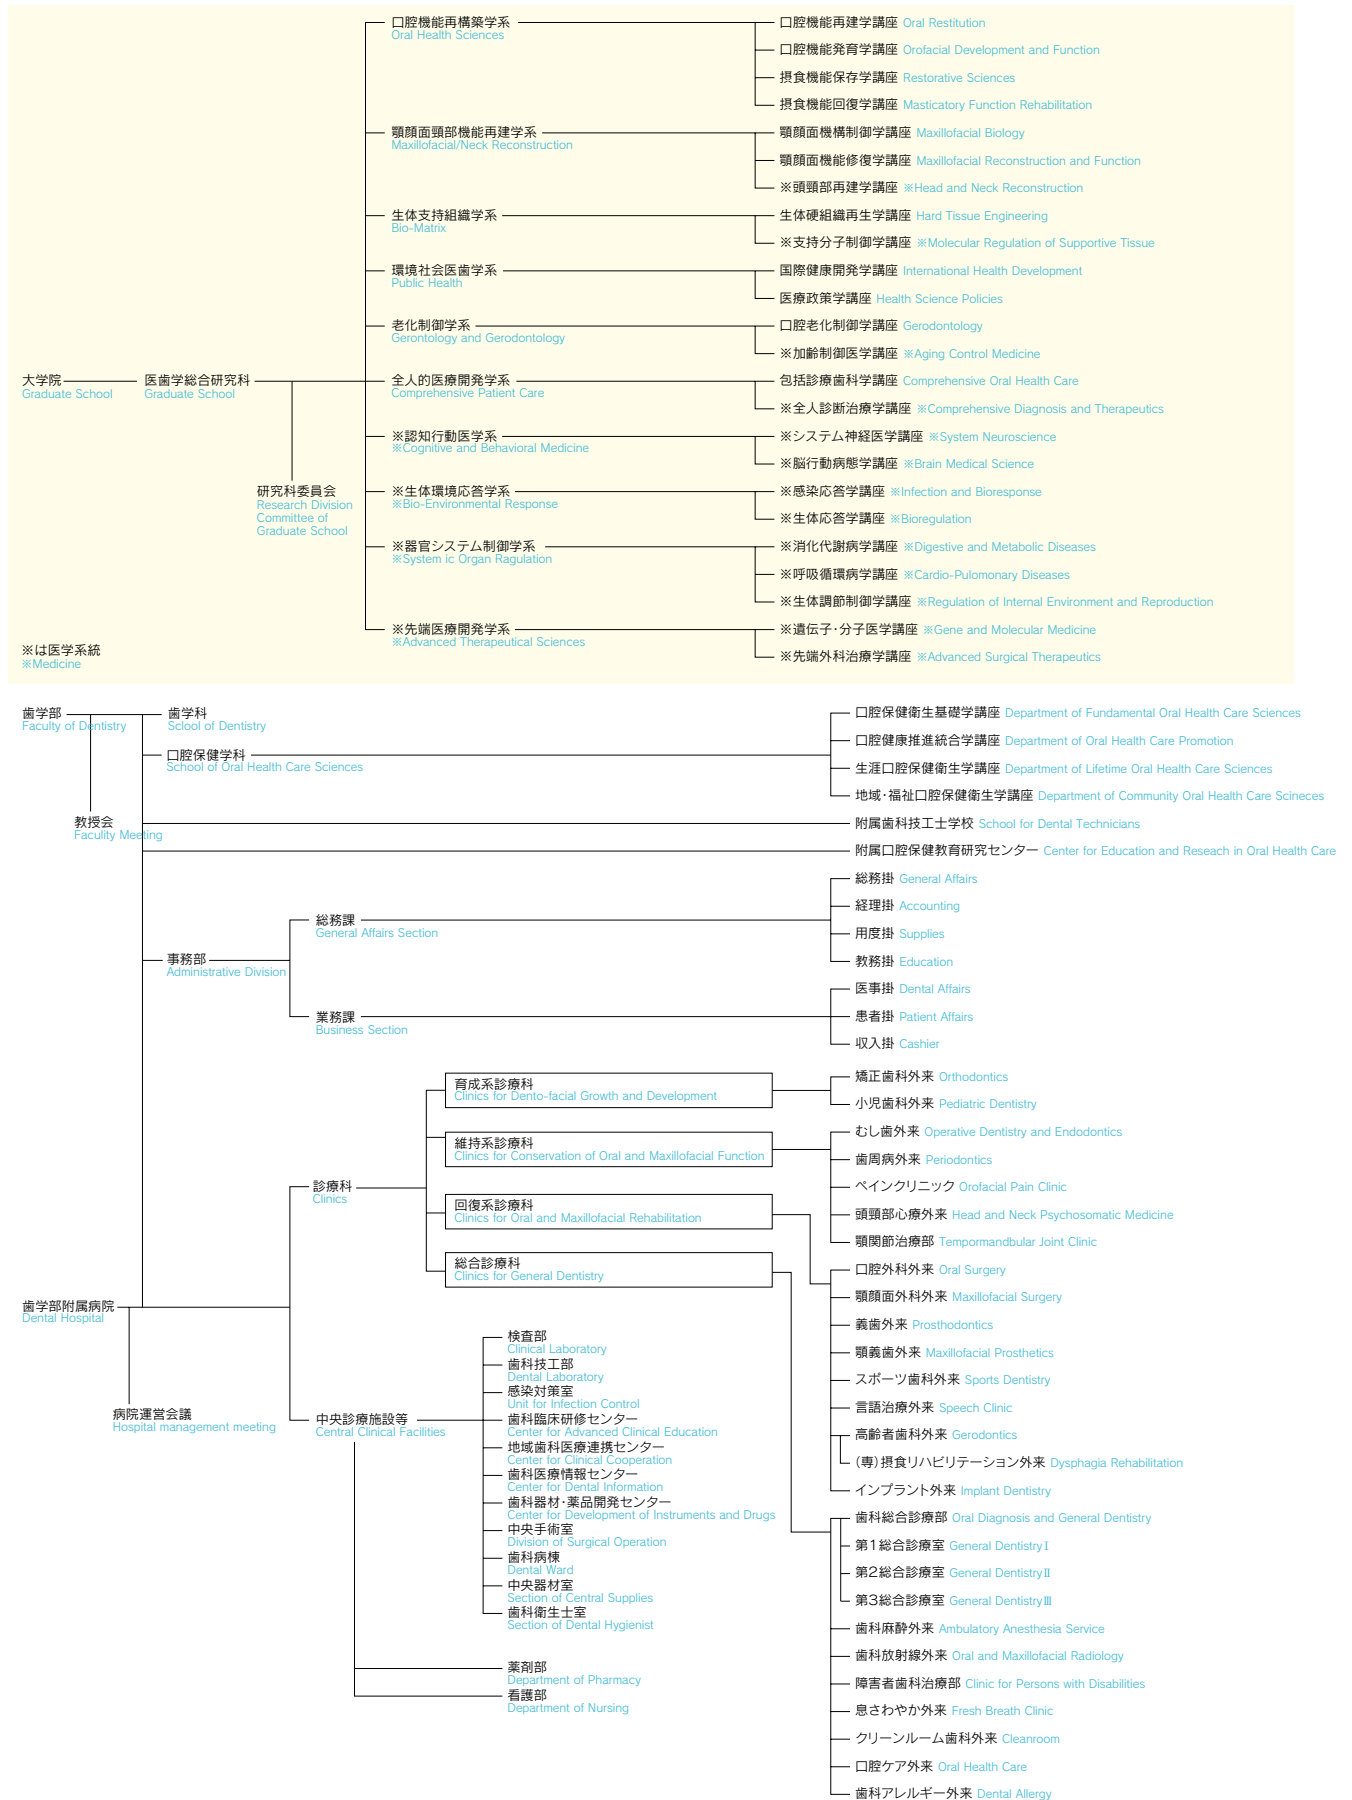 口腔機能再構築学系
Oral Health Sciences
口腔機能再建学講座 Oral Restitution
口腔機能発育学講座 Orofacial Development and Function
摂食機能保存学講座 Restorative Sciences
摂食機能回復学講座 Masticatory Function Rehabilitation
顎顔面頸部機能再建学系
Maxillofacial/Neck Reconstruction
顎顔面機構制御学講座 Maxillofacial Biology
顎顔面機能修復学講座 Maxillofacial Reconstruction and Function
※頭頸部再建学講座 ※Head and Neck Reconstruction
生体支持組織学系
Bio-Matrix
生体硬組織再生学講座 Hard Tissue Engineering
※支持分子制御学講座 ※Molecular Regulation of Supportive Tissue
環境社会医歯学系
Public Health
国際健康開発学講座 International Health Development
医療政策学講座 Health Science Policies
老化制御学系
Gerontology and Gerodontology
口腔老化制御学講座 Gerodontology
※加齢制御医学講座 ※Aging Control Medicine
大学院
Graduate School
医歯学総合研究科
Graduate School
全人的医療開発学系
Comprehensive Patient Care
包括診療歯科学講座 Comprehensive Oral Health Care
※全人診断治療学講座 ※Comprehensive Diagnosis and Therapeutics
※認知行動医学系
※Cognitive and Behavioral Medicine
※システム神経医学講座 ※System Neuroscience
※脳行動病態学講座 ※Brain Medical Science
研究科委員会
Research Division
Committee of
Graduate School
※生体環境応答学系
※Bio-Environmental Response
※感染応答学講座 ※Infection and Bioresponse
※生体応答学講座 ※Bioregulation
※器官システム制御学系
※System ic Organ Ragulation
※消化代謝病学講座 ※Digestive and Metabolic Diseases
※呼吸循環病学講座 ※Cardio-Pulomonary Diseases
※生体調節制御学講座 ※Regulation of Internal Environment and Reproduction
※先端医療開発学系
※Advanced Therapeutical Sciences
※遺伝子・分子医学講座 ※Gene and Molecular Medicine
※先端外科治療学講座 ※Advanced Surgical Therapeutics
※は医学系統
※Medicine
歯学部
Faculty of Dentistry
歯学科
Sclool of Dentistry
口腔保健学科
School of Oral Health Care Sciences
口腔保健衛生基礎学講座 Department of Fundamental Oral Health Care Sciences
口腔健康推進統合学講座 Department of Oral Health Care Promotion
生涯口腔保健衛生学講座 Department of Lifetime Oral Health Care Sciences
地域・福祉口腔保健衛生学講座 Department of Community Oral Health Care Scineces
教授会
Faculity Meeting
附属歯科技工士学校 School for Dental Technicians
附属口腔保健教育研究センター Center for Education and Reseach in Oral Health Care
事務部
Administrative Division
総務課
General Affairs Section
総務掛 General Affairs
経理掛 Accounting
用度掛 Supplies
教務掛 Education
業務課
Business Section
医事掛 Dental Affairs
患者掛 Patient Affairs
収入掛 Cashier
歯学部附属病院
Dental Hospital
病院運営会議
Hospital management meeting
診療科
Clinics
育成系診療科
Clinics for Dento-facial Growth and Development
矯正歯科外来 Orthodontics
小児歯科外来 Pediatric Dentistry
維持系診療科
Clinics for Conservation of Oral and Maxillofacial Function
むし歯外来 Operative Dentistry and Endodontics
歯周病外来 Periodontics
ペインクリニック Orofacial Pain Clinic
頭頸部心療外来 Head and Neck Psychosomatic Medicine
顎関節治療部 Tempormandbular Joint Clinic
回復系診療科
Clinics for Oral and Maxillofacial Rehabilitation
口腔外科外来 Oral Surgery
顎顔面外科外来 Maxillofacial Surgery
義歯外来 Prosthodontics
顎義歯外来 Maxillofacial Prosthetics
スポーツ歯科外来 Sports Dentistry
言語治療外来 Speech Clinic
高齢者歯科外来 Gerodontics
(専)摂食リハビリテーション外来 Dysphagia Rehabilitation
インプラント外来 Implant Dentistry
総合診療科
Clinics for General Dentistry
歯科総合診療部 Oral Diagnosis and General Dentistry
第1総合診療室 General DentistryⅠ
第2総合診療室 General DentistryⅡ
第3総合診療室 General DentistryⅢ
歯科麻酔外来 Ambulatory Anesthesia Service
歯科放射線外来 Oral and Maxillofacial Radiology
障害者歯科治療部 Clinic for Persons with Disabilities
息さわやか外来 Fresh Breath Clinic
クリーンルーム歯科外来 Cleanroom
口腔ケア外来 Oral Health Care
歯科アレルギー外来 Dental Allergy
中央診療施設等
Central Clinical Facilities
検査部
Clinical Laboratory
歯科技工部
Dental Laboratory
感染対策室
Unit for Infection Control
歯科臨床研修センター
Center for Advanced Clinical Education
地域歯科医療連携センター
Center for Clinical Cooperation
歯科医療情報センター
Center for Dental Information
歯科器材・薬品開発センター
Center for Development of Instruments and Drugs
中央手術室
Division of Surgical Operation
歯科病棟
Dental Ward
中央器材室
Section of Central Supplies
歯科衛生士室
Section of Dental Hygienist
薬剤部
Department of Pharmacy
看護部
Department of Nursing